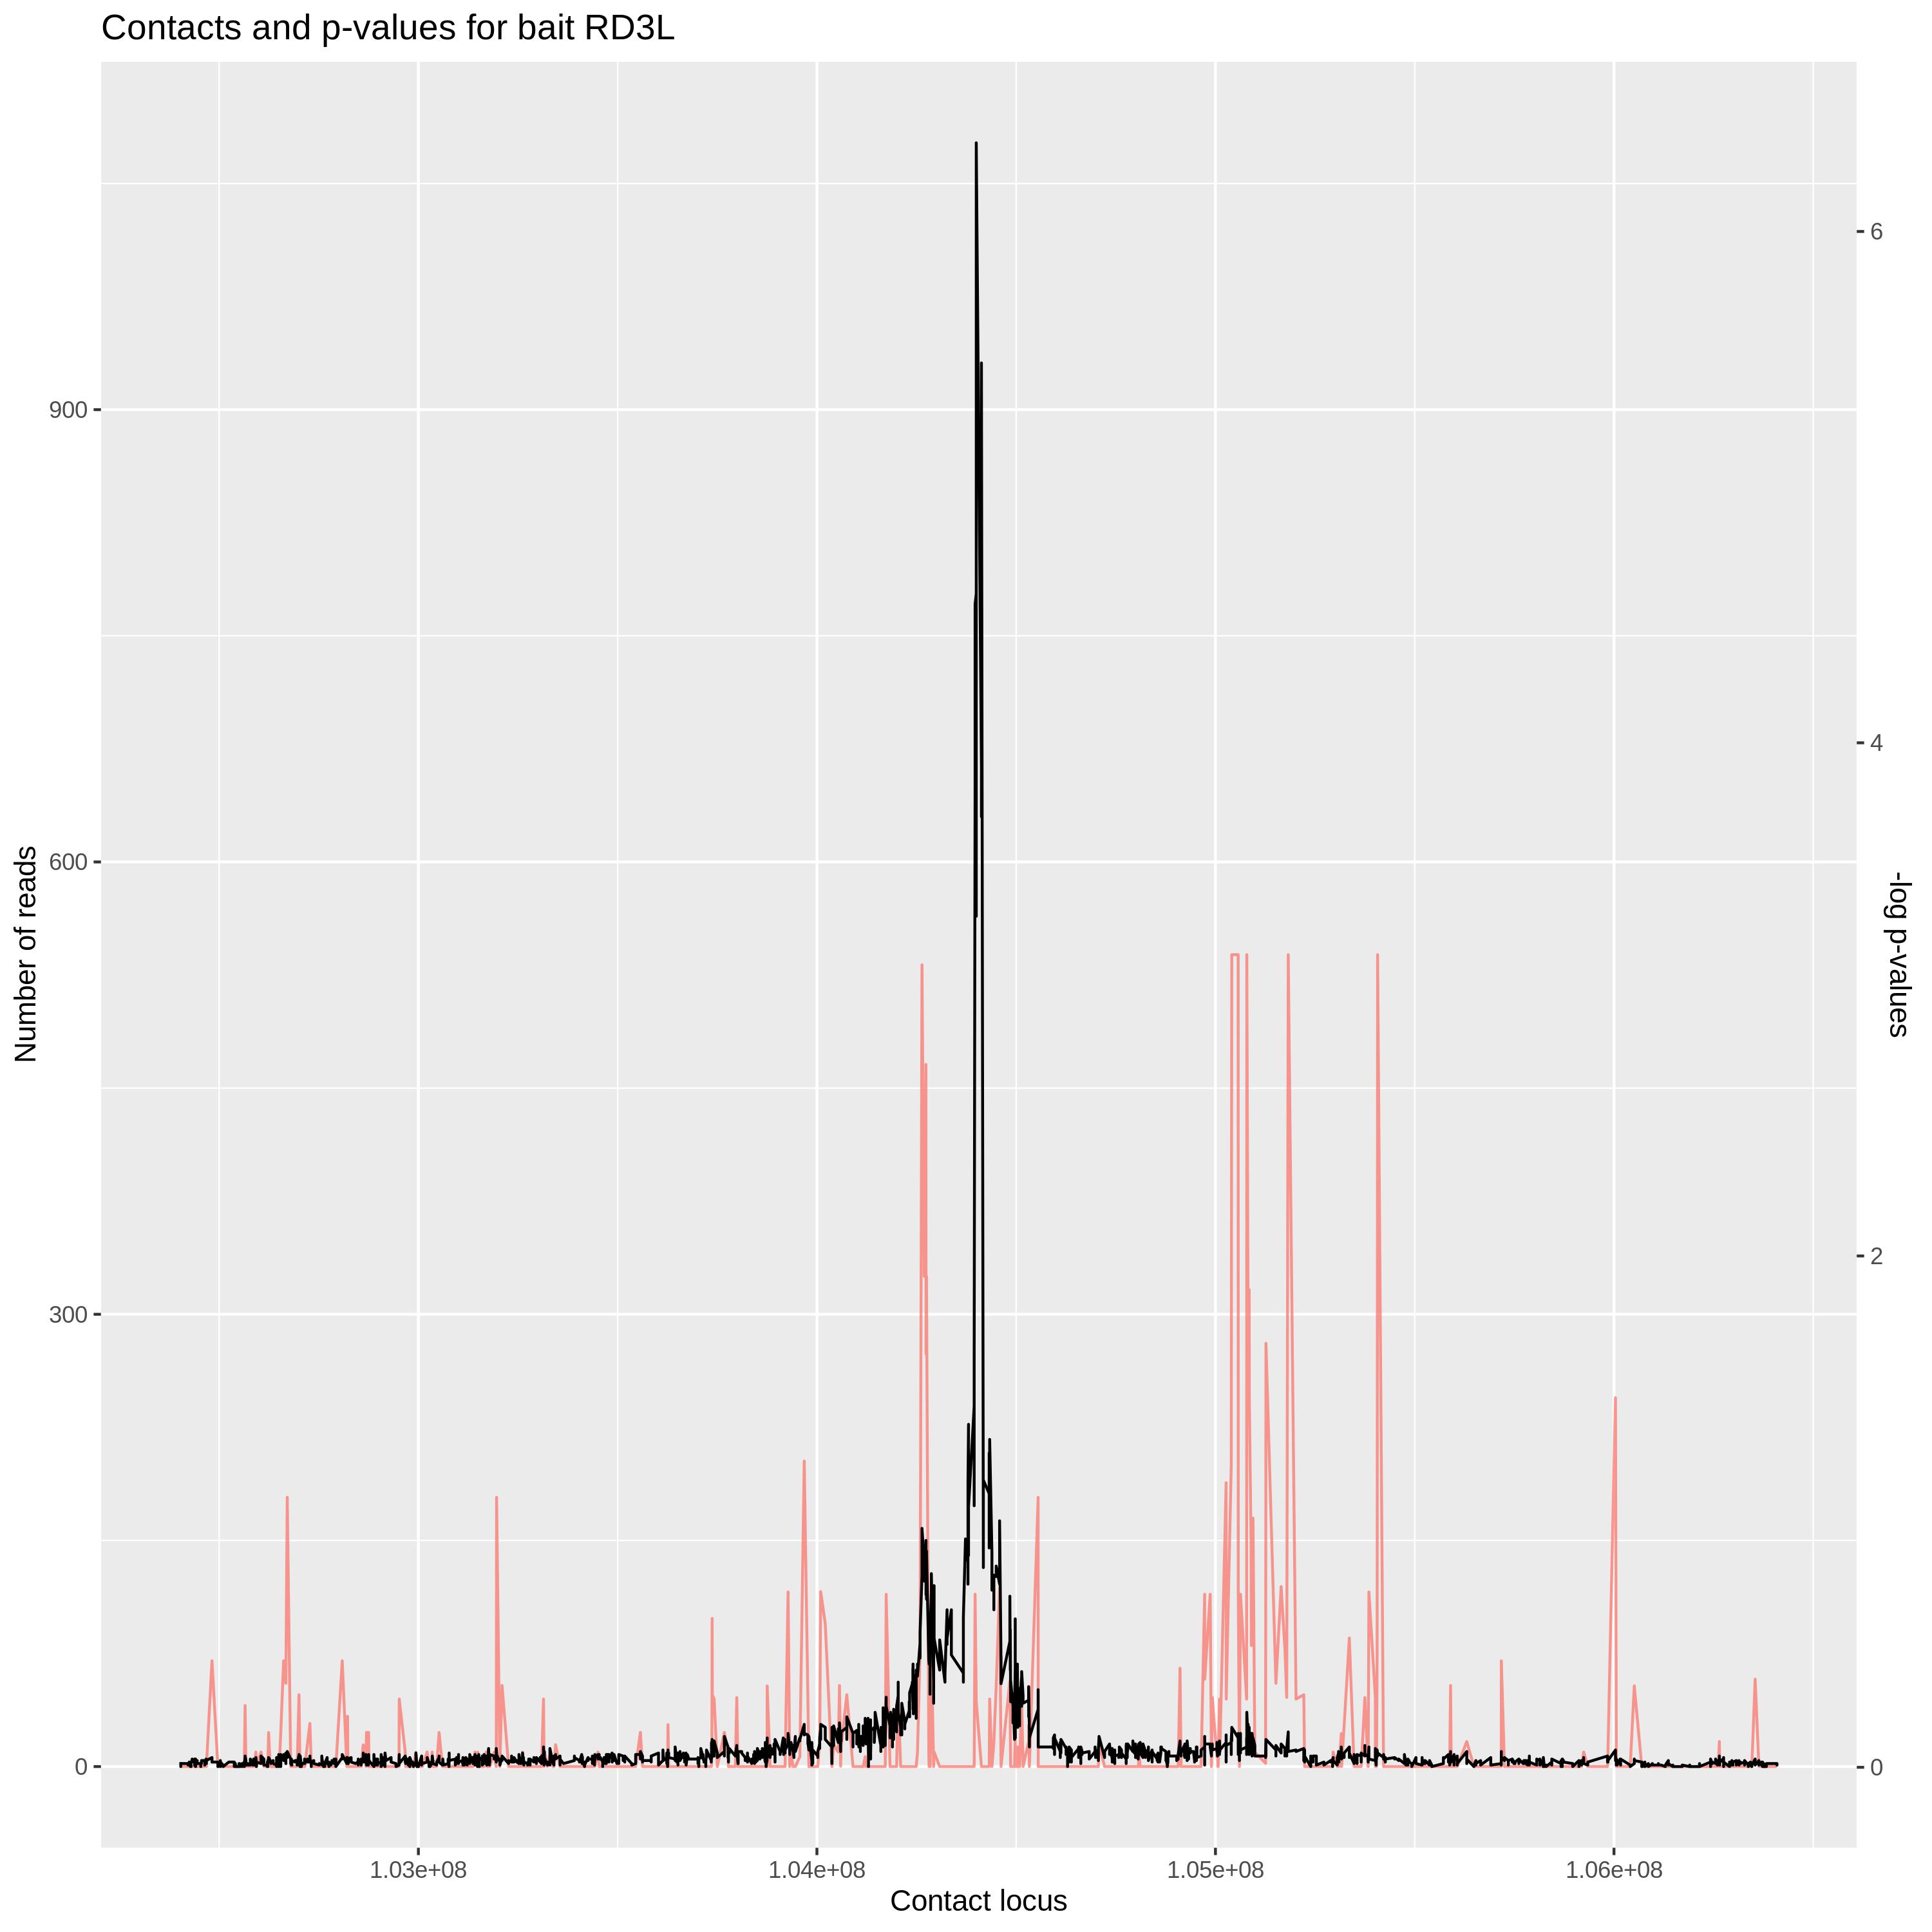 Contacts and p-values for bait RD3L
Number of reads
900
600
300
0
6
4
2
0
-log p-values
1.03e+08
1.04e+08
1.05e+08
1.06e+08
Contact locus